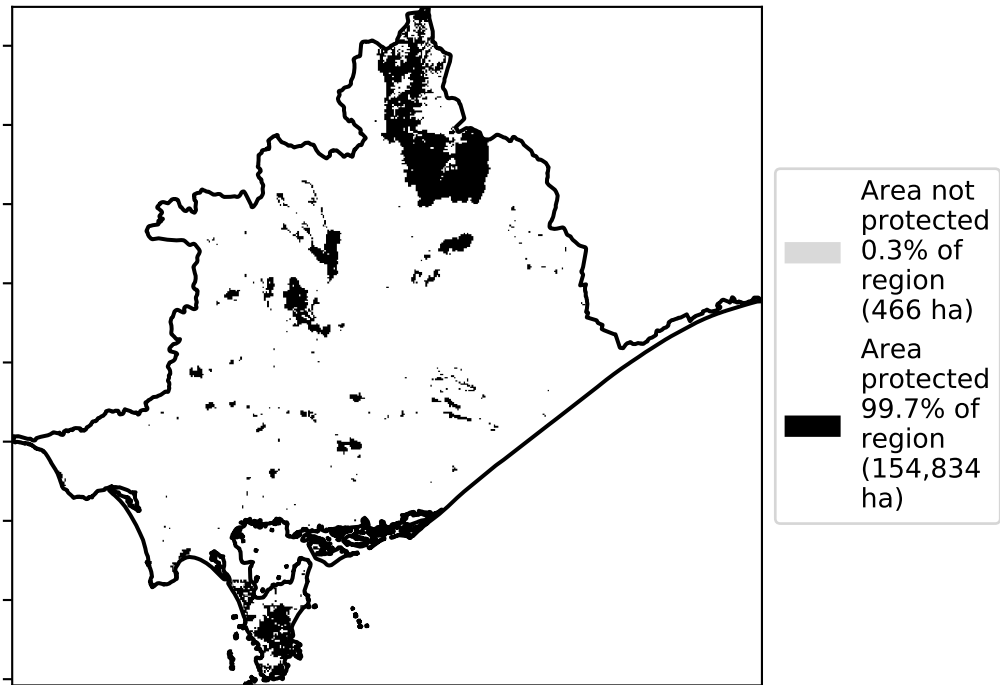 Area not
protected
0.3% of
region
(466 ha)
Area
protected
99.7% of
region
(154,834
ha)